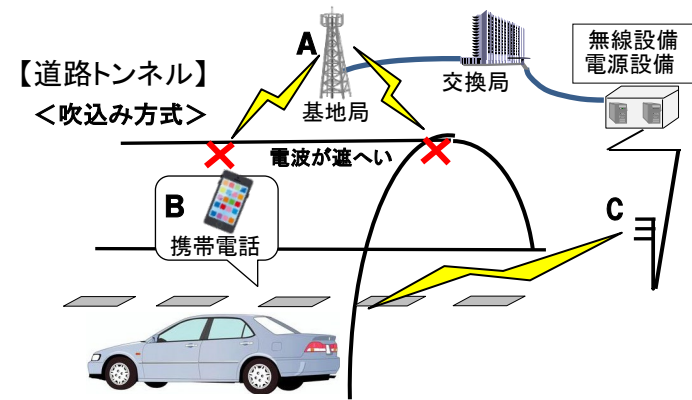 【道路トンネル】
＜吹込み方式＞
A
基地局
交換局
無線設備
電源設備
電波が遮へい
B
携帯電話
C